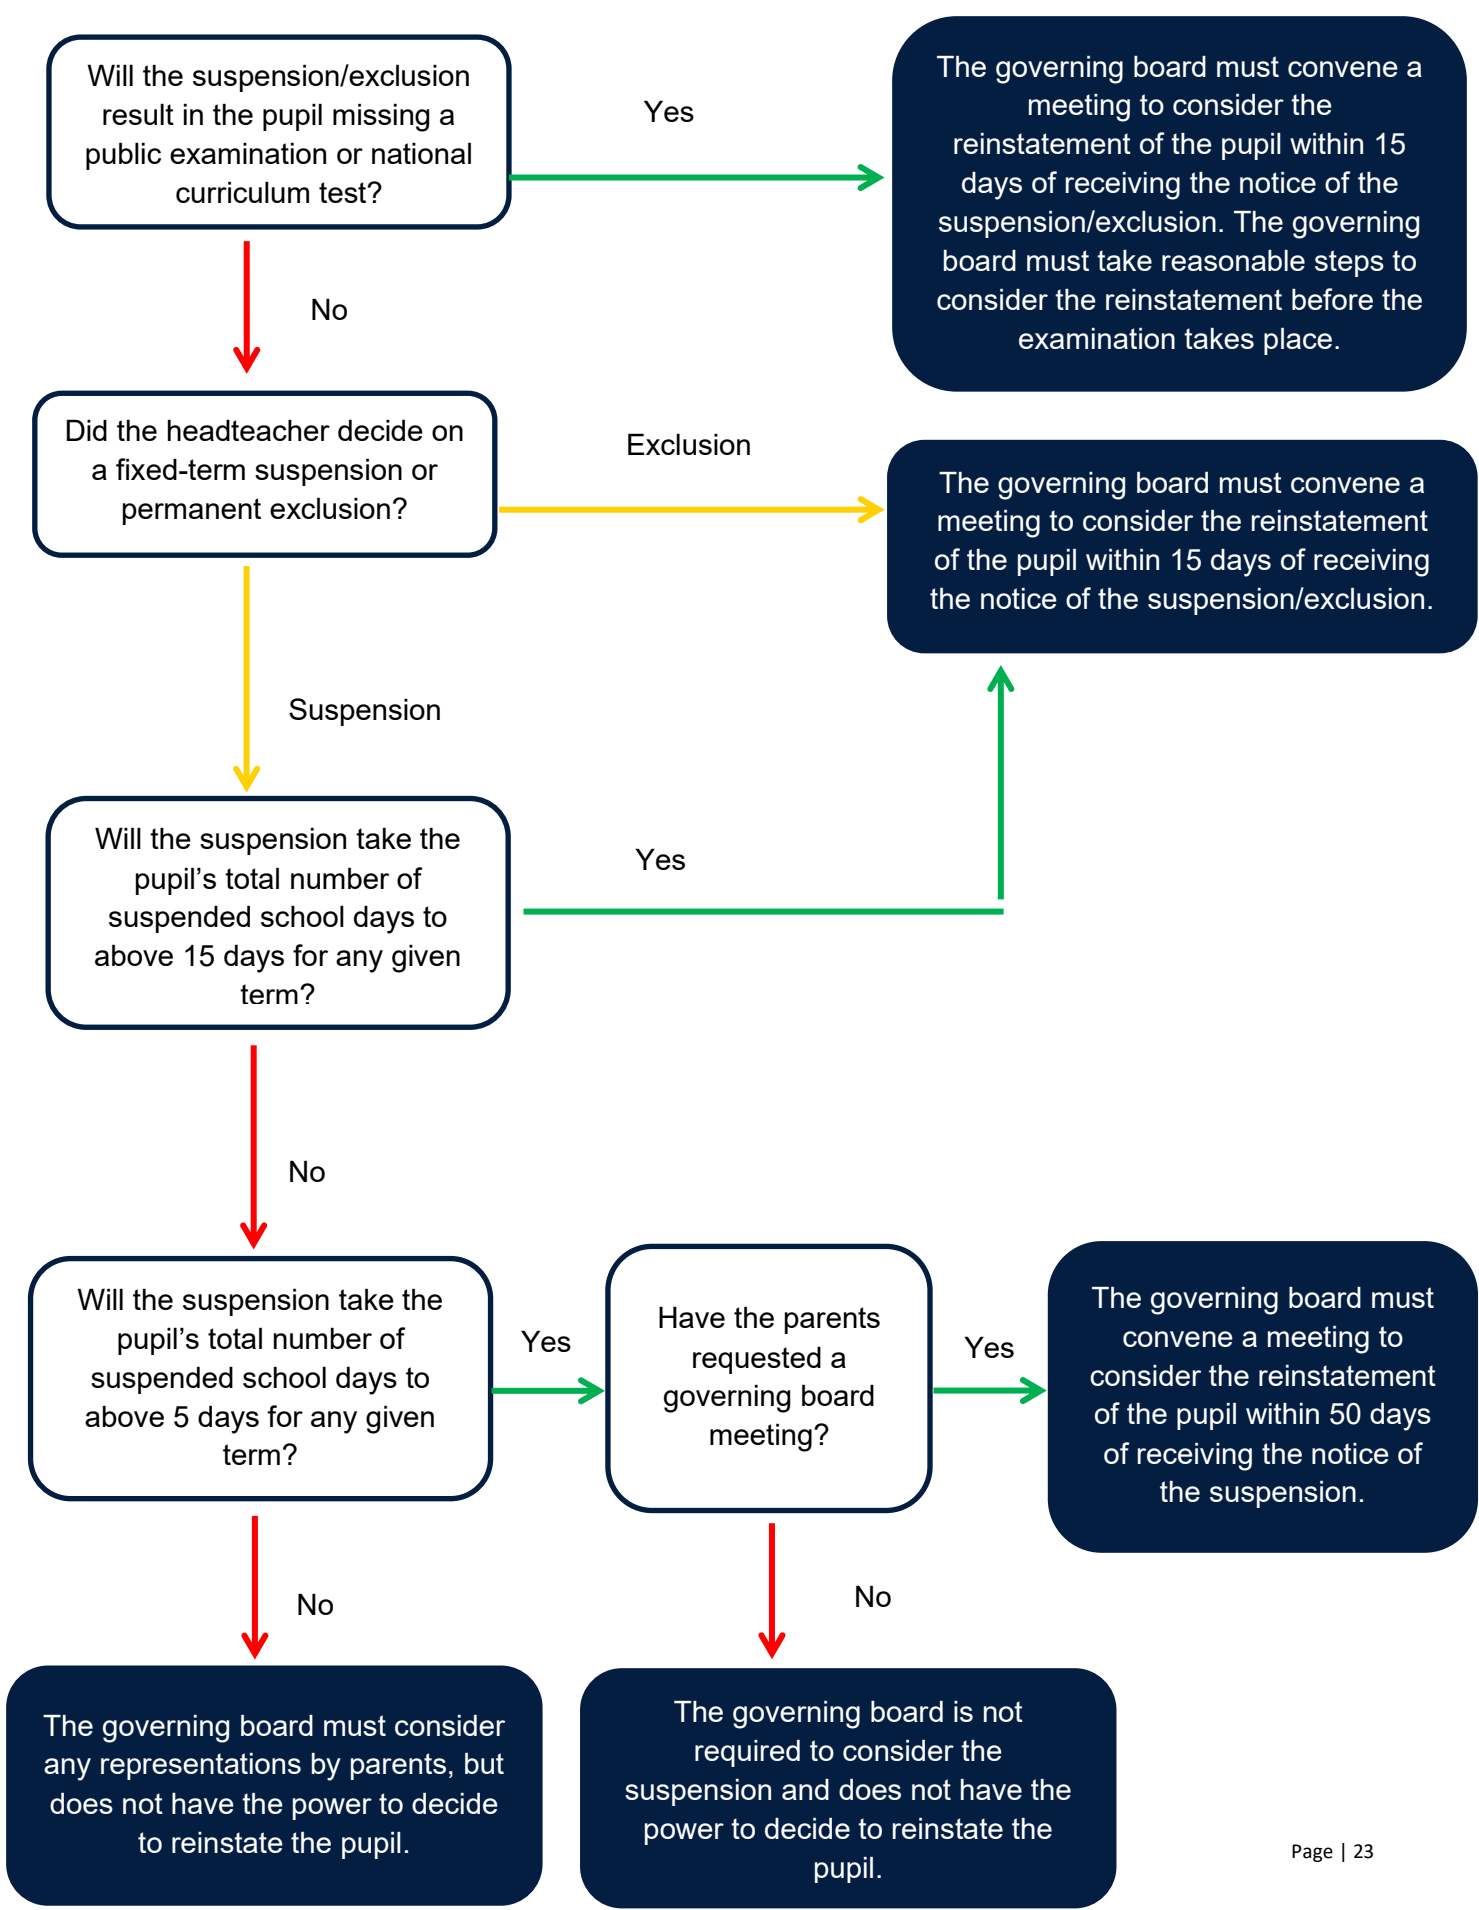 Will the suspension/exclusion
result in the pupil missing a
public examination or national
curriculum test?
Yes
The governing board must convene a
meeting to consider the
reinstatement of the pupil within 15
days of receiving the notice of the
suspension/exclusion. The governing
board must take reasonable steps to
consider the reinstatement before the
examination takes place.
No
Did the headteacher decide on
a fixed-term suspension or
permanent exclusion?
Exclusion
The governing board must convene a
meeting to consider the reinstatement
of the pupil within 15 days of receiving
the notice of the suspension/exclusion.
Suspension
Will the suspension take the
pupil’s total number of
suspended school days to
above 15 days for any given
term?
Yes
No
Will the suspension take the
pupil’s total number of
suspended school days to
above 5 days for any given
term?
Yes
Have the parents
requested a
governing board
meeting?
Yes
The governing board must
convene a meeting to
consider the reinstatement
of the pupil within 50 days
of receiving the notice of
the suspension.
No
No
The governing board must consider
any representations by parents, but
does not have the power to decide
to reinstate the pupil.
The governing board is not
required to consider the
suspension and does not have the
power to decide to reinstate the
pupil.
Page | 23